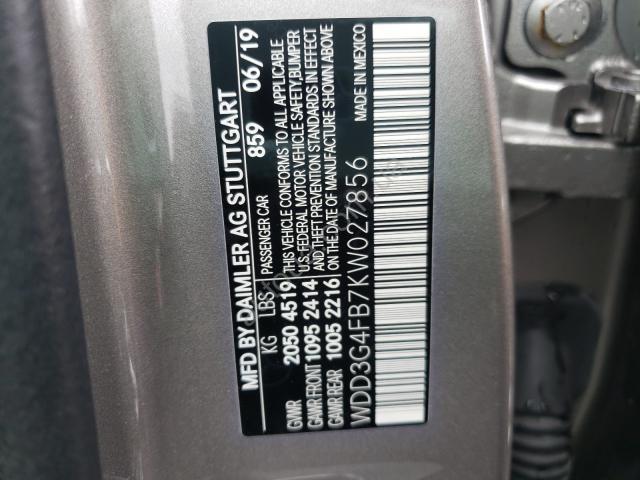 MFD BY DAIMLER AG STUTTGART
859 06/19
KG LBS PASSENGER CAR
GVWR 2050 4519
GAWR FRONT 1095 2414
GAWR REAR 1005 2216
THIS VEHICLE CONFORMS TO ALL APPLICABLE
U.S. FEDERAL MOTOR VEHICLE SAFETY,BUMPER
AND THEFT PREVENTION STANDARDS IN EFFECT
ON THE DATE OF MANUFACTURE SHOWN ABOVE
WDD3G4FB7KW027856 MADE IN MEXICO